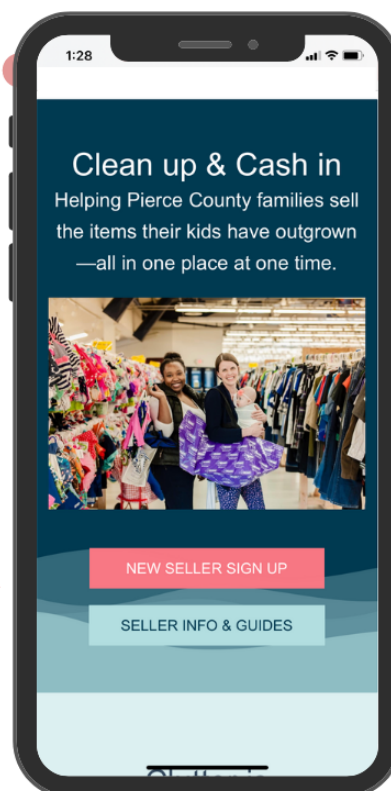 1:28
Clean up & Cash in
Helping Pierce County families sell
the items their kids have outgrown
—all in one place at one time.
NEW SELLER SIGN UP
SELLER INFO & GUIDES